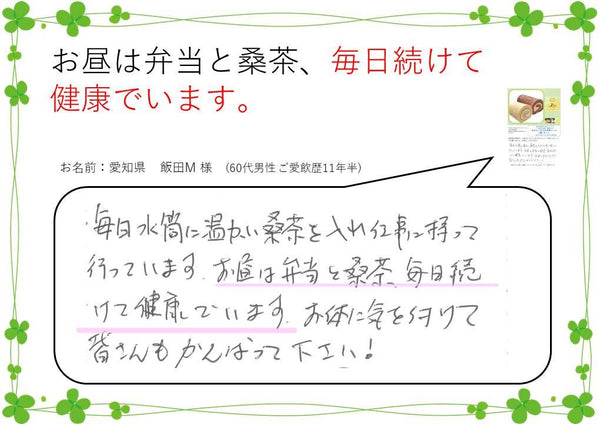 お昼は弁当と桑茶、毎日続けて
健康でいます。
お名前：愛知県 飯田M 様 (60代男性 ご愛飲歴11年半)
毎日水筒に温かい桑茶を入れ仕事に持って
行っています。お昼は弁当と桑茶、毎日続
けて健康でいます。お体に気を付けて
皆さんもがんばって下さい！